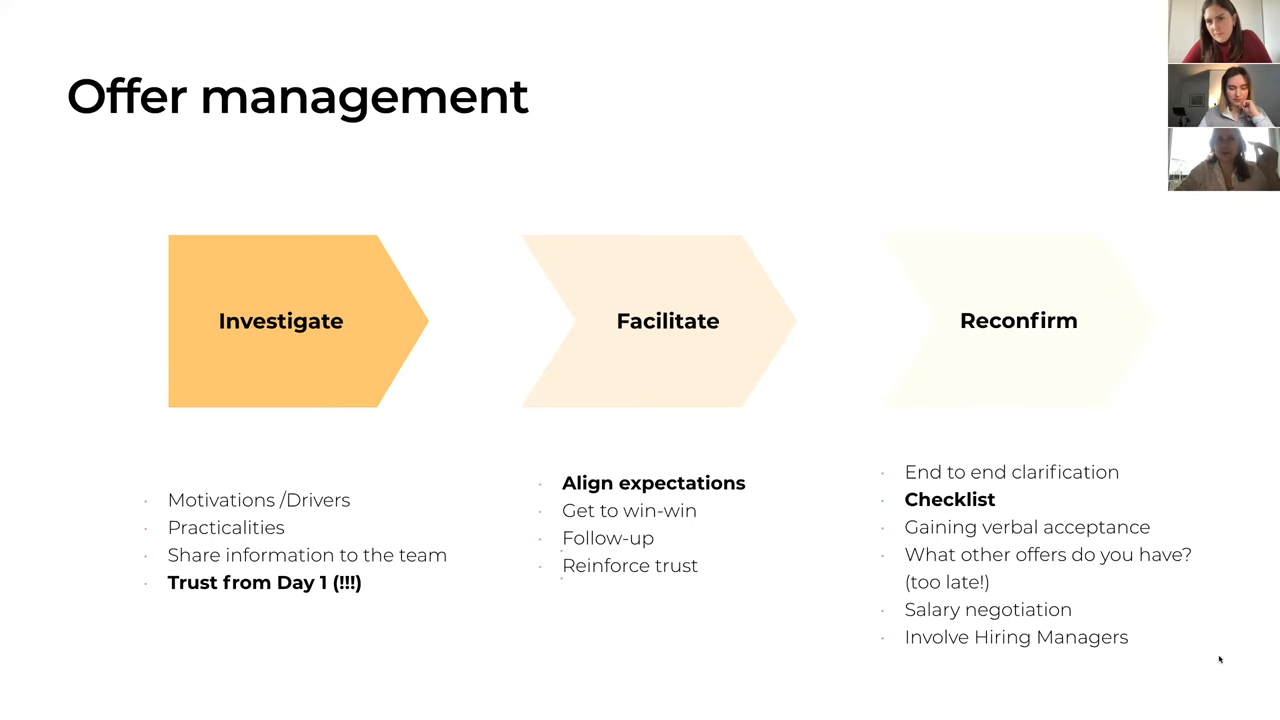 Offer management
Investigate
Facilitate
Reconfirm
Motivations /Drivers
Practicalities
Share information to the team
Trust from Day 1 (!!!)
Align expectations
Get to win-win
Follow-up
Reinforce trust
End to end clarification
Checklist
Gaining verbal acceptance
What other offers do you have?
(too late!)
Salary negotiation
Involve Hiring Managers